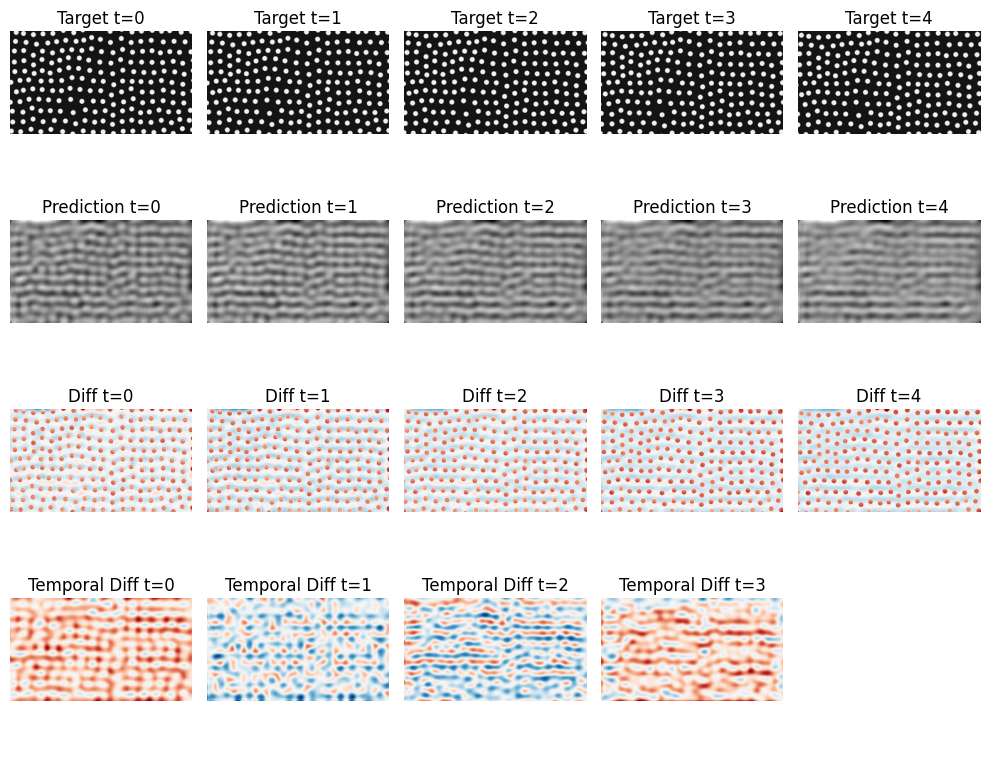 Target t=0 Target t=1 Target t=2 Target t=3 Target t=4
Prediction t=0 Prediction t=1 Prediction t=2 Prediction t=3 Prediction t=4
Diff t=0 Diff t=1 Diff t=2 Diff t=3 Diff t=4
Temporal Diff t=0 Temporal Diff t=1 Temporal Diff t=2 Temporal Diff t=3